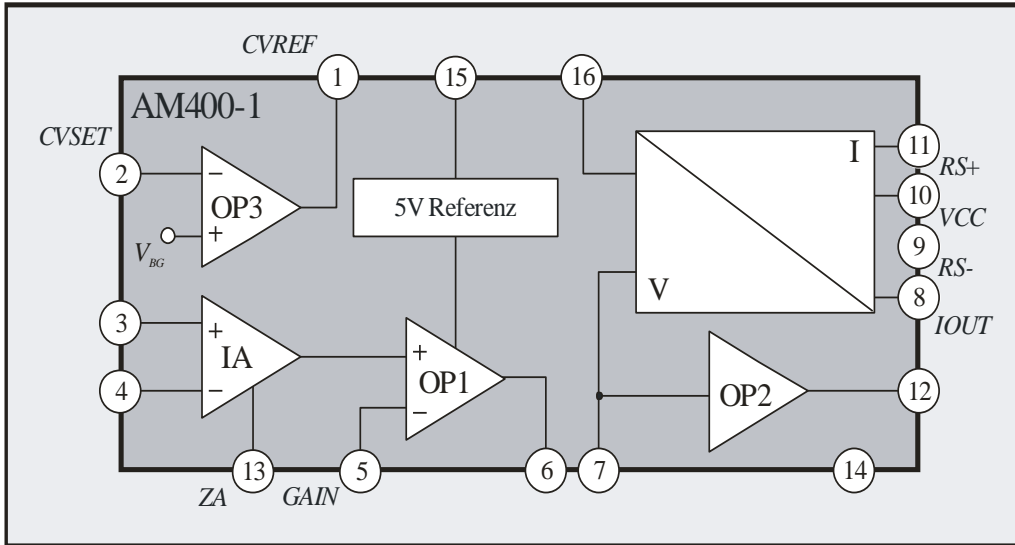 CVREF
1
15
16
AM400-1
CVSET
2
−
OP3
+
V_BG
5V Referenz
I
11
RS+
10
VCC
9
RS-
V
8
IOUT
3
+
IA
−
4
+
OP1
−
OP2
12
13
ZA
GAIN
5
6
7
14